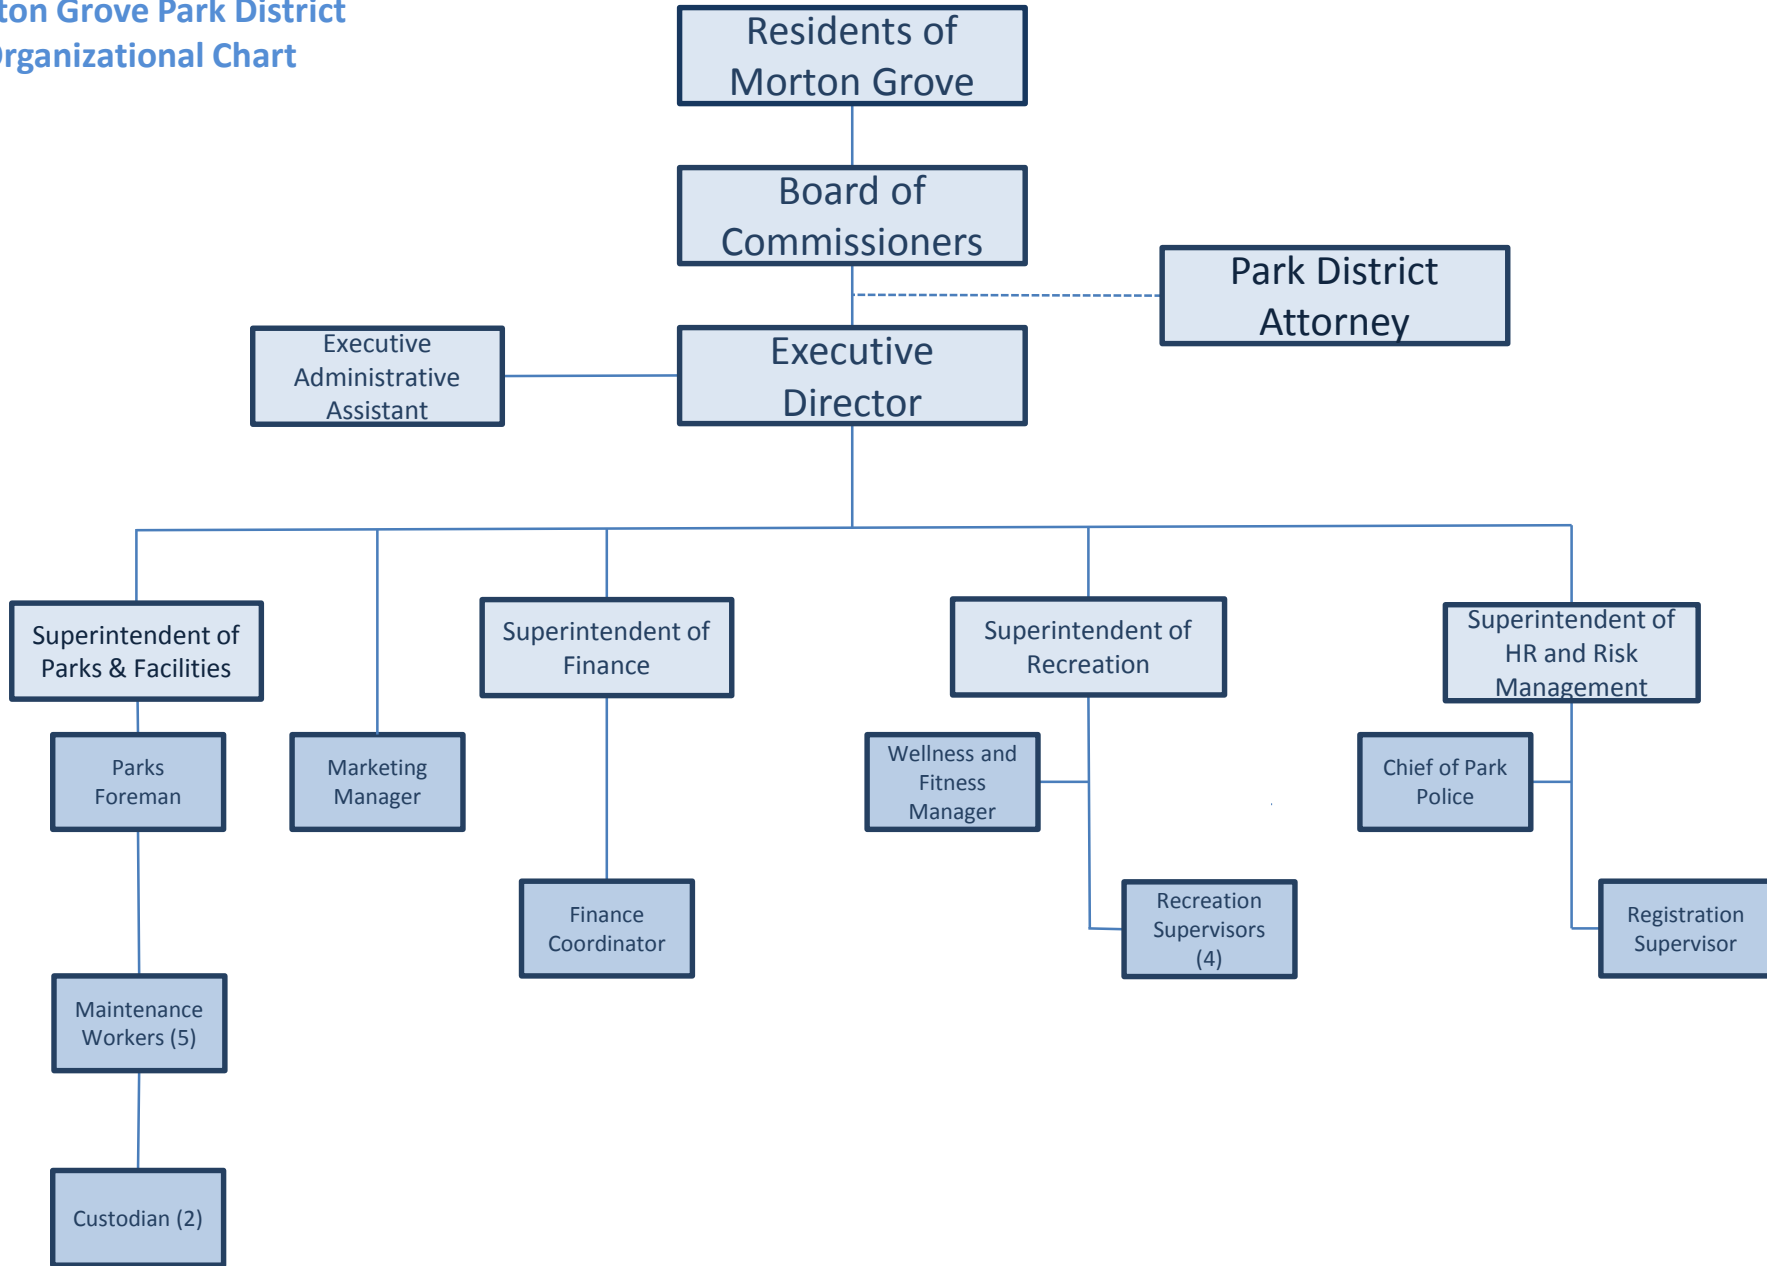 ton Grove Park District
Organizational Chart
Residents of
Morton Grove
Board of
Commissioners
Park District
Attorney
Executive
Administrative
Assistant
Executive
Director
Superintendent of
Parks & Facilities
Superintendent of
Finance
Superintendent of
Recreation
Superintendent of
HR and Risk
Management
Parks
Foreman
Marketing
Manager
Wellness and
Fitness
Manager
Chief of Park
Police
Finance
Coordinator
Recreation
Supervisors
(4)
Registration
Supervisor
Maintenance
Workers (5)
Custodian (2)